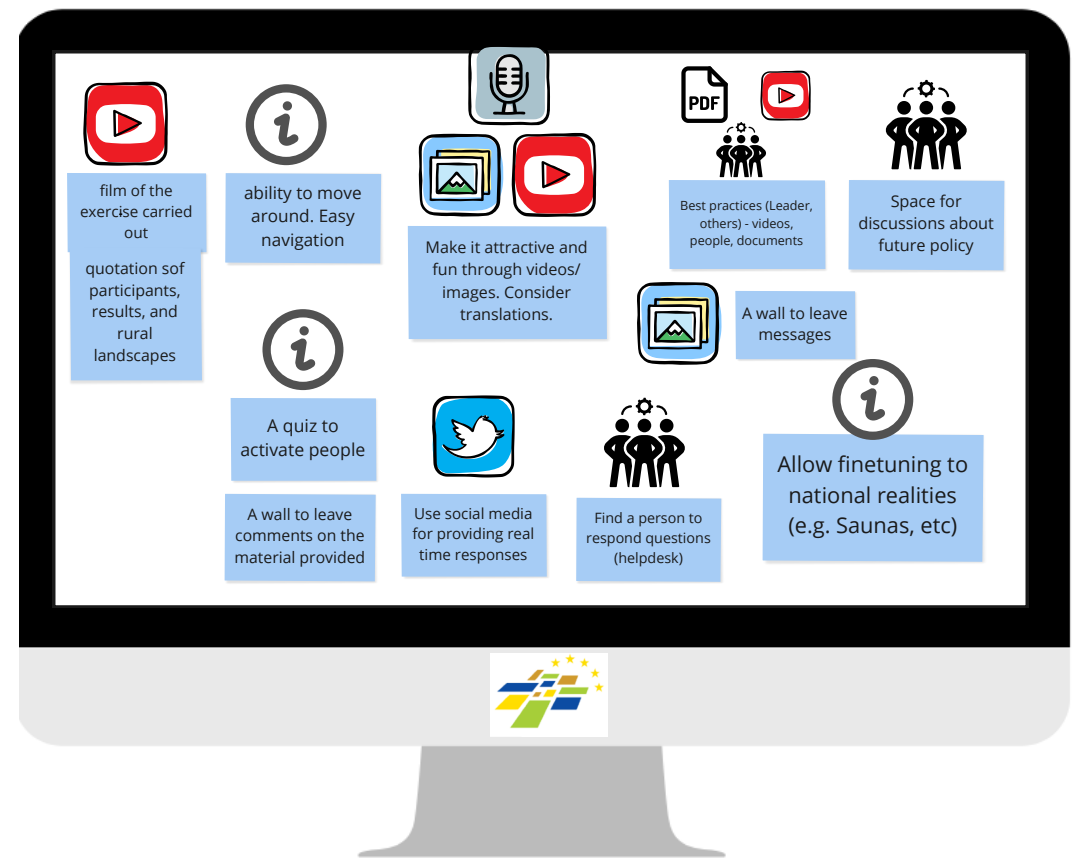 film of the
exercise carried
out
quotation sof
participants,
results, and
rural
landscapes
i
ability to move
around. Easy
navigation
Make it attractive and
fun through videos/
images. Consider
translations.
PDF
Best practices (Leader,
others) - videos,
people, documents
Space for
discussions about
future policy
A wall to leave
messages
i
A quiz to
activate people
A wall to leave
comments on the
material provided
Use social media
for providing real
time responses
Find a person to
respond questions
(helpdesk)
i
Allow finetuning to
national realities
(e.g. Saunas, etc)